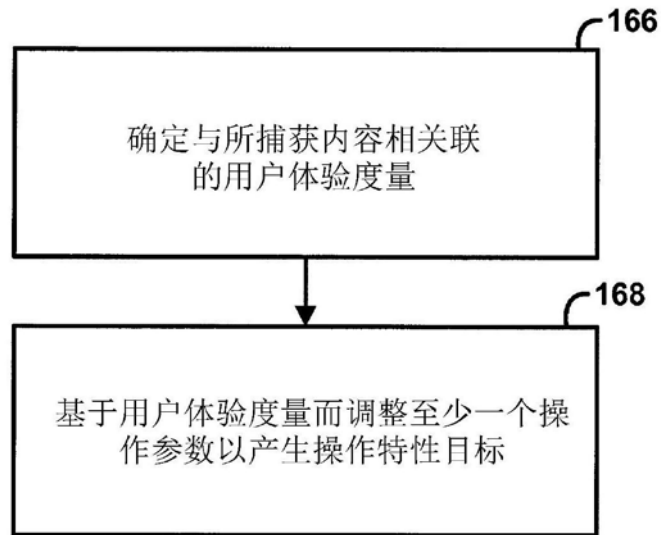 166
确定与所捕获内容相关联
的用户体验度量
168
基于用户体验度量而调整至少一个操
作参数以产生操作特性目标